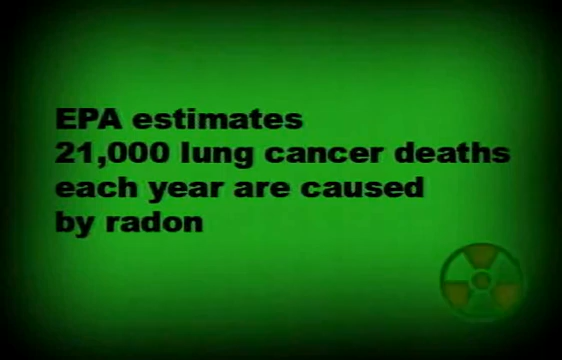 EPA estimates
21,000 lung cancer deaths
each year are caused
by radon